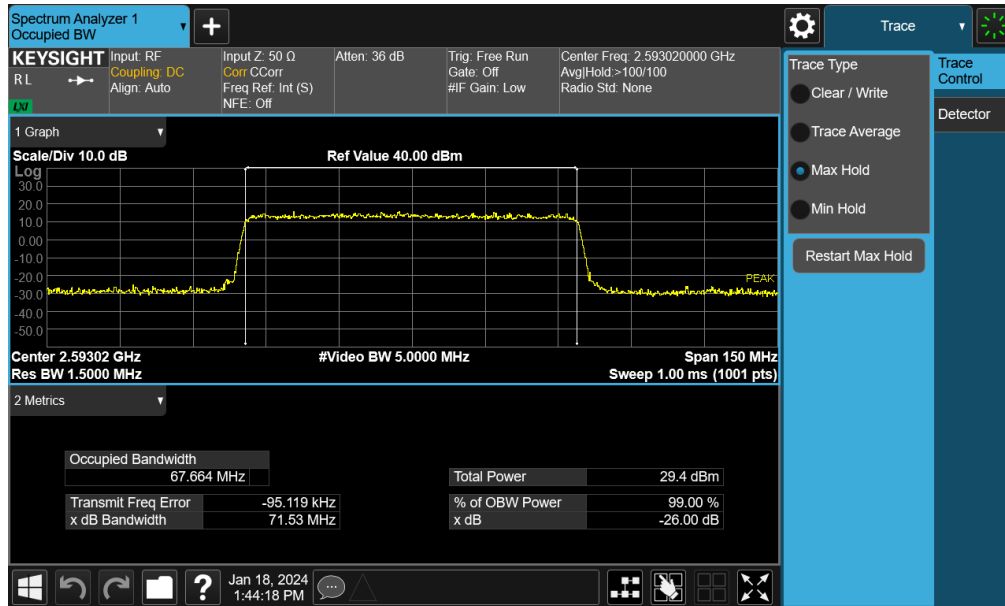 Spectrum Analyzer 1
Occupied BW
+
Trace
KEYSIGHT
R L
LXI
Input: RF
Coupling: DC
Align: Auto
Input Z: 50 Ω
Corr CCorr
Freq Ref: Int (S)
NFE: Off
Atten: 36 dB
Trig: Free Run
Gate: Off
#IF Gain: Low
Center Freq: 2.593020000 GHz
Avg|Hold:>100/100
Radio Std: None
Trace Type
Clear / Write
Trace Average
Max Hold
Min Hold
Restart Max Hold
Trace
Control
Detector
1 Graph
Scale/Div 10.0 dB
Ref Value 40.00 dBm
Log
30.0
20.0
10.0
0.00
-10.0
-20.0
-30.0
-40.0
-50.0
PEAK
Center 2.59302 GHz
#Video BW 5.0000 MHz
Span 150 MHz
Res BW 1.5000 MHz
Sweep 1.00 ms (1001 pts)
2 Metrics
Occupied Bandwidth
67.664 MHz
Total Power 29.4 dBm
Transmit Freq Error -95.119 kHz
% of OBW Power 99.00 %
x dB Bandwidth 71.53 MHz
x dB -26.00 dB
?
Jan 18, 2024
1:44:18 PM